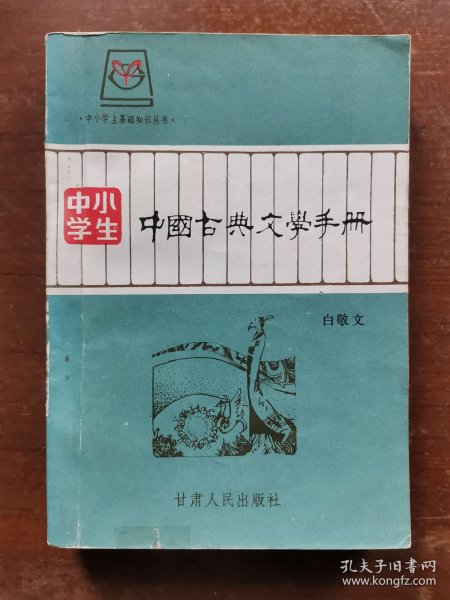 ·中小学生基础知识丛书·
中小
学生
中國古典文學手册
白敬文
甘肃人民出版社
孔夫子旧书网
www.kongfz.com